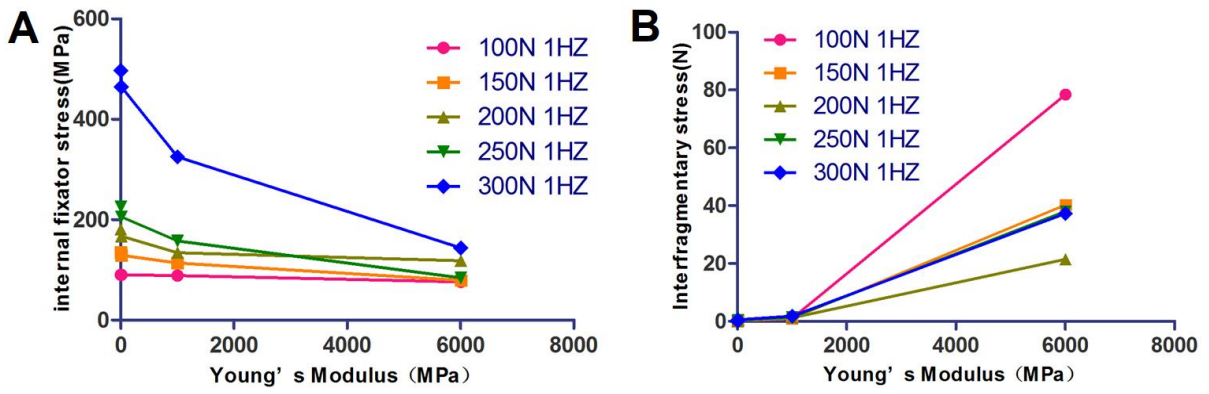 A
internal fixator stress(MPa)
600
400
200
0
0 2000 4000 6000 8000
Young's Modulus（MPa）
100N 1HZ
150N 1HZ
200N 1HZ
250N 1HZ
300N 1HZ
B
Interfragmentary stress(N)
100
80
60
40
20
0
0 2000 4000 6000 8000
Young's Modulus（MPa）
100N 1HZ
150N 1HZ
200N 1HZ
250N 1HZ
300N 1HZ